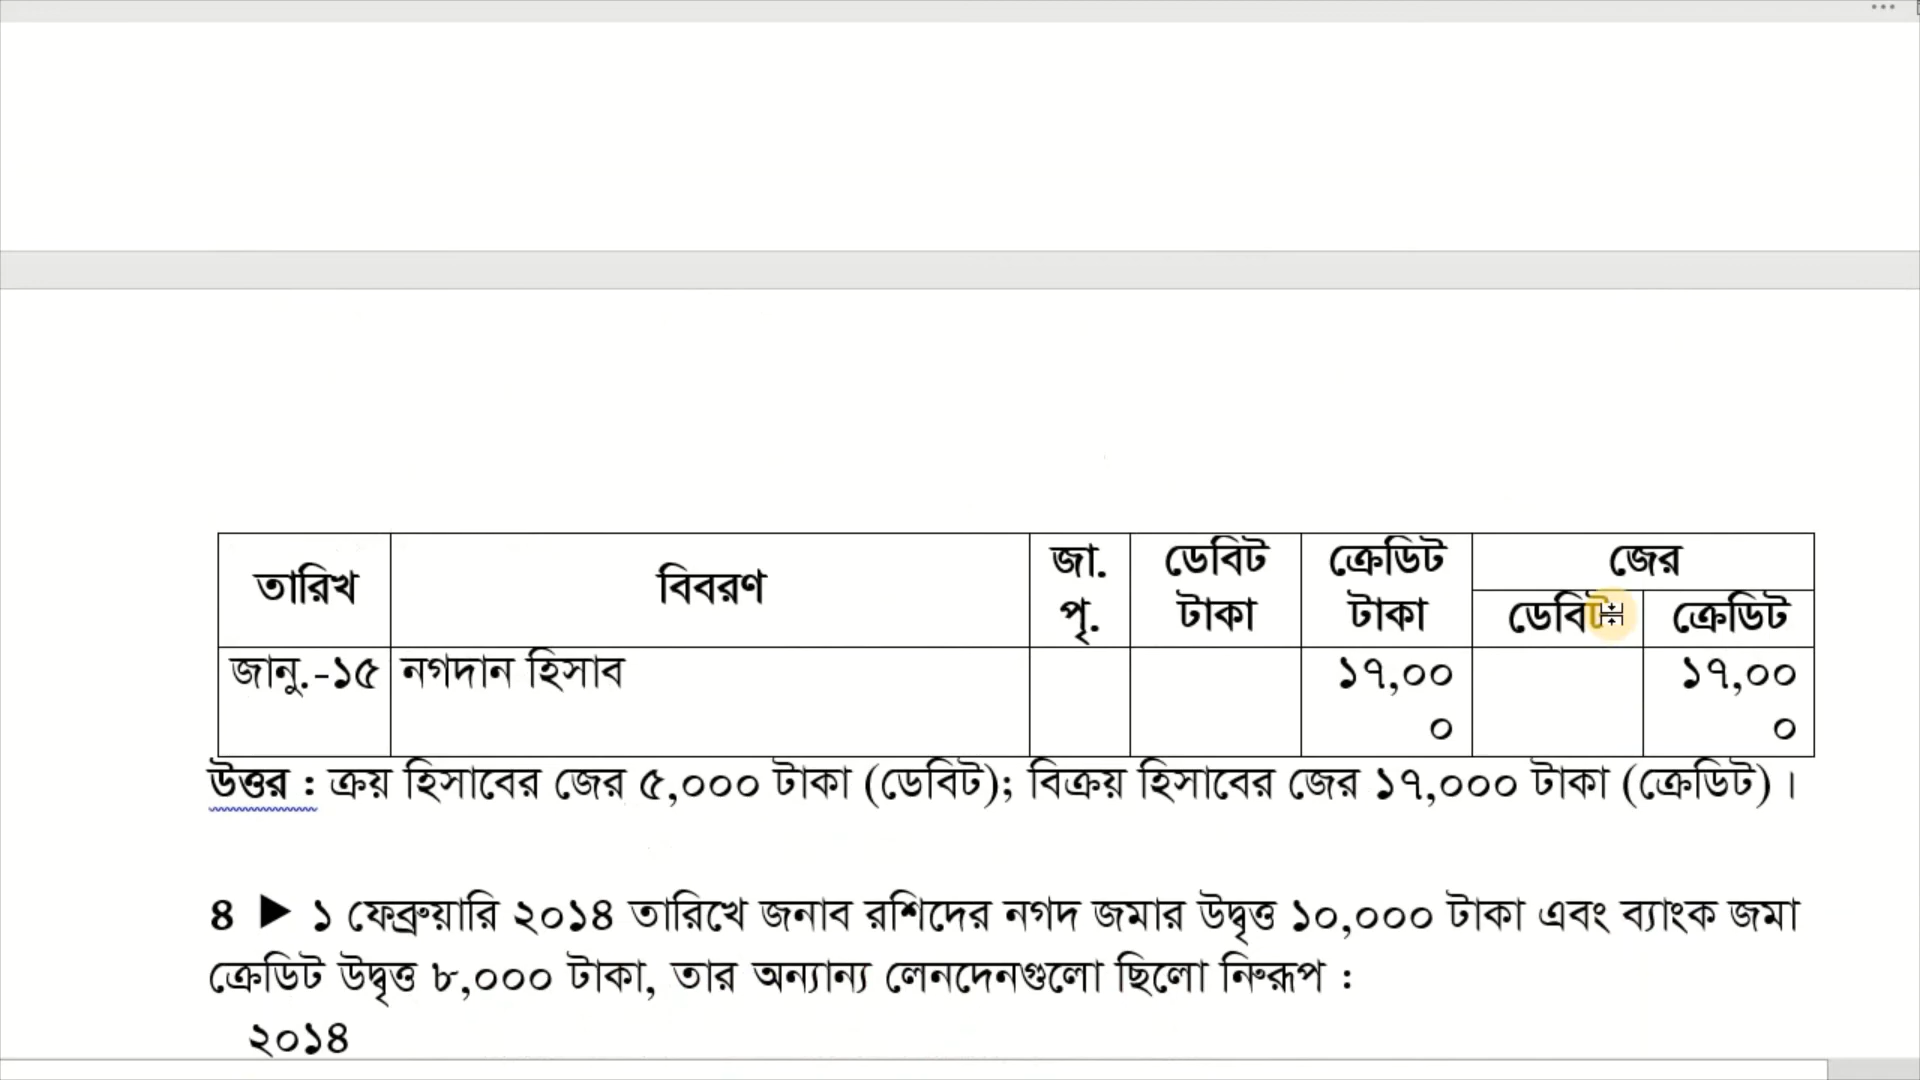 তারিখ বিবরণ জা. ডেবিট ক্রেডিট জের
পৃ. টাকা টাকা ডেবিট ক্রেডিট
জানু.-১৫ নগদান হিসাব ১৭,০০ ১৭,০০
০ ০
উত্তর : ক্রয় হিসাবের জের ৫,০০০ টাকা (ডেবিট); বিক্রয় হিসাবের জের ১৭,০০০ টাকা (ক্রেডিট) ।
৪ ▶ ১ ফেব্রুয়ারি ২০১৪ তারিখে জনাব রশিদের নগদ জমার উদ্বৃত্ত ১০,০০০ টাকা এবং ব্যাংক জমা
ক্রেডিট উদ্বৃত্ত ৮,০০০ টাকা, তার অন্যান্য লেনদেনগুলো ছিলো নিরূপ :
২০১৪